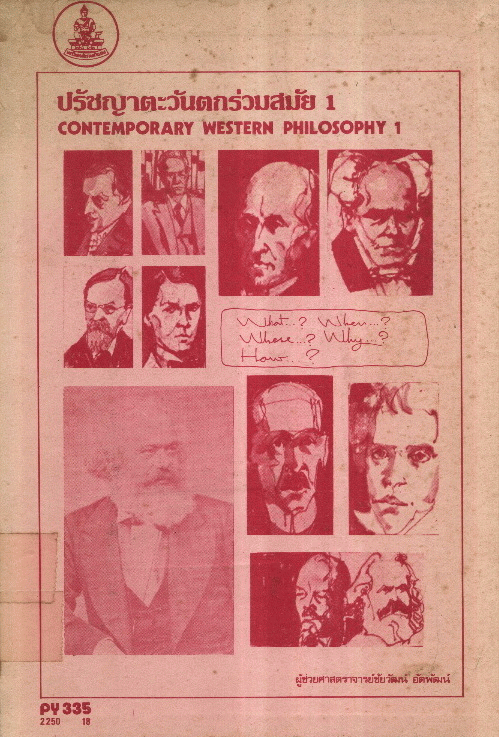 ปรัชญาตะวันตกร่วมสมัย 1
CONTEMPORARY WESTERN PHILOSOPHY 1
What...? When...?
Where...? Why...?
How...?
ผู้ช่วยศาสตราจารย์ชัยวัฒน์ อัตพัฒน์
PY 335
2250 18